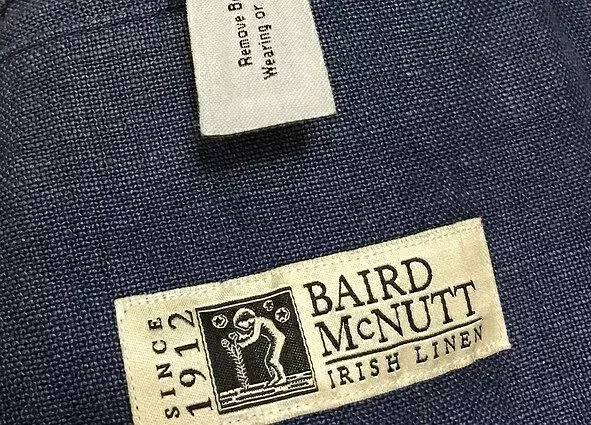 Remove
Wearing or
SINCE
1912
BAIRD
McNUTT
IRISH LINEN